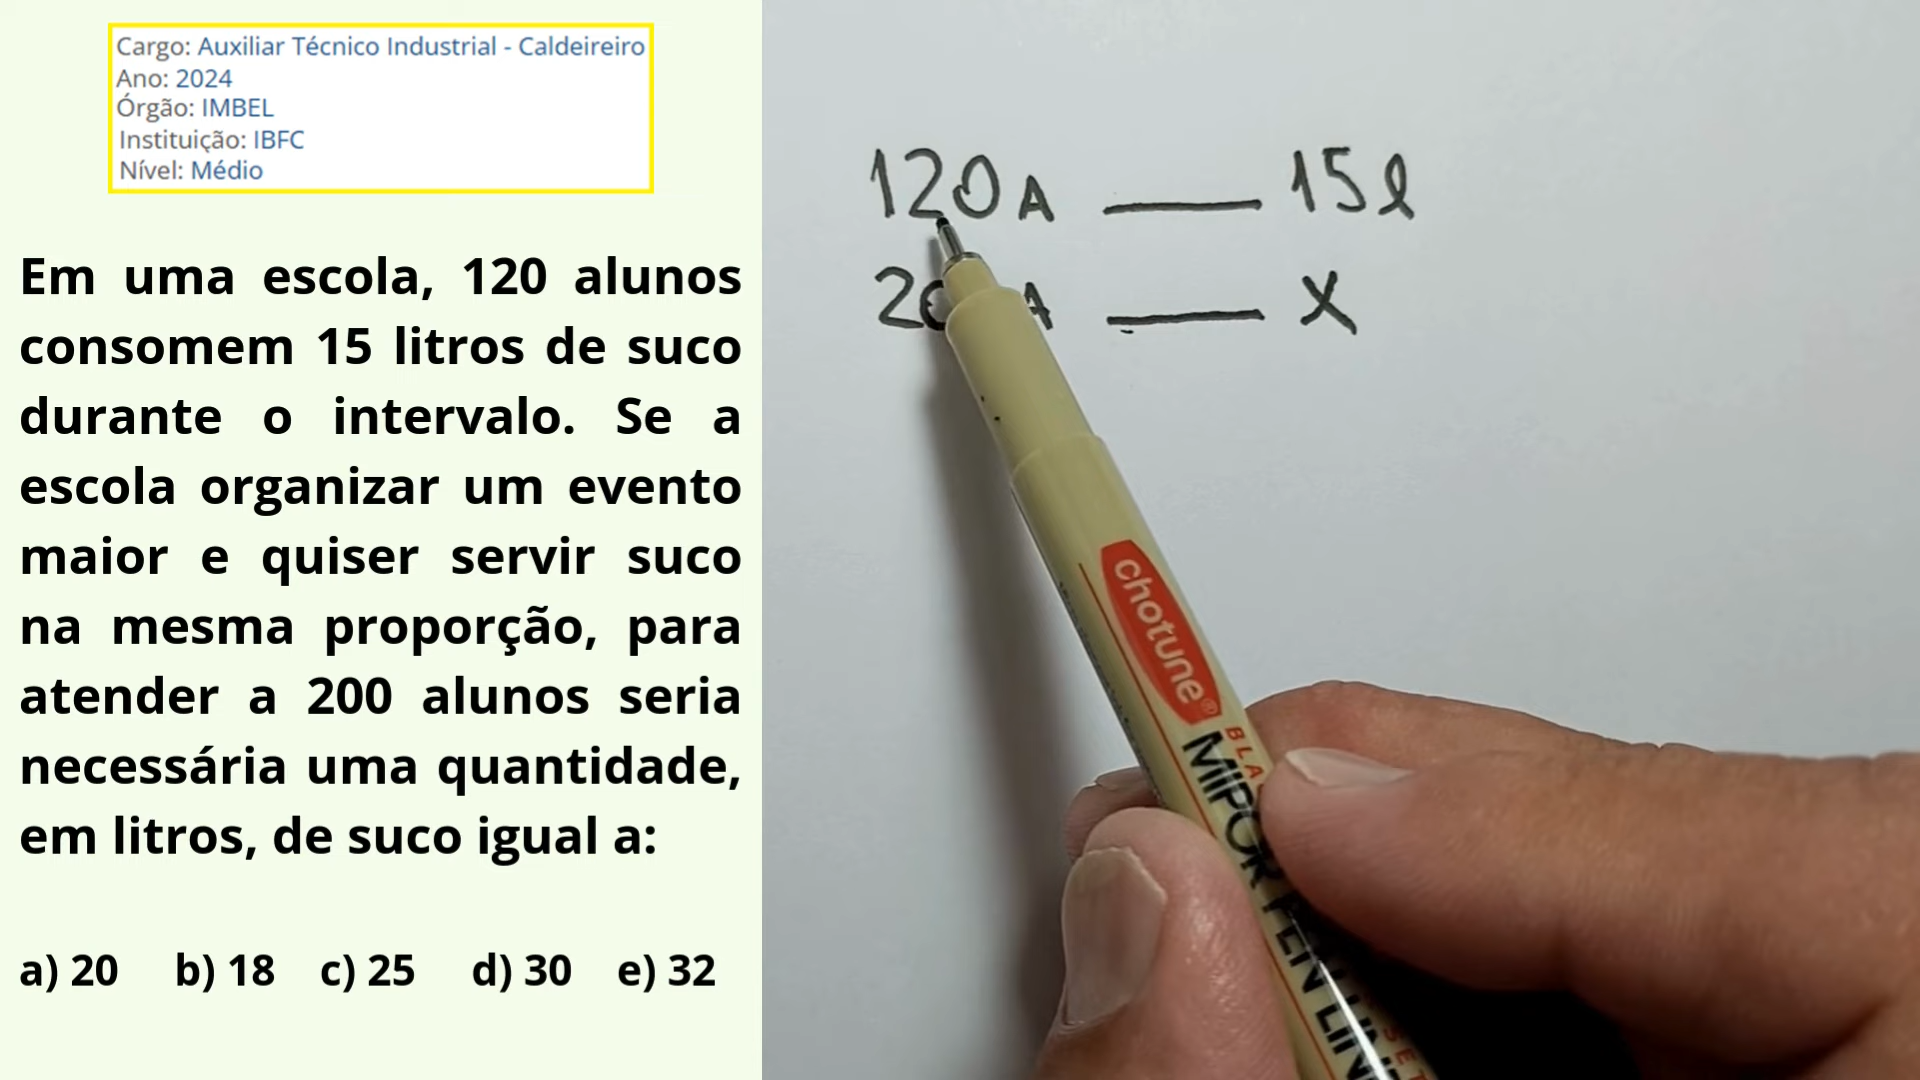 Cargo: Auxiliar Técnico Industrial - Caldeireiro
Ano: 2024
Órgão: IMBEL
Instituição: IBFC
Nível: Médio
Em uma escola, 120 alunos
consomem 15 litros de suco
durante o intervalo. Se a
escola organizar um evento
maior e quiser servir suco
na mesma proporção, para
atender a 200 alunos seria
necessária uma quantidade,
em litros, de suco igual a:
a) 20 b) 18 c) 25 d) 30 e) 32
120 A — 15 l
A — X
chotune®